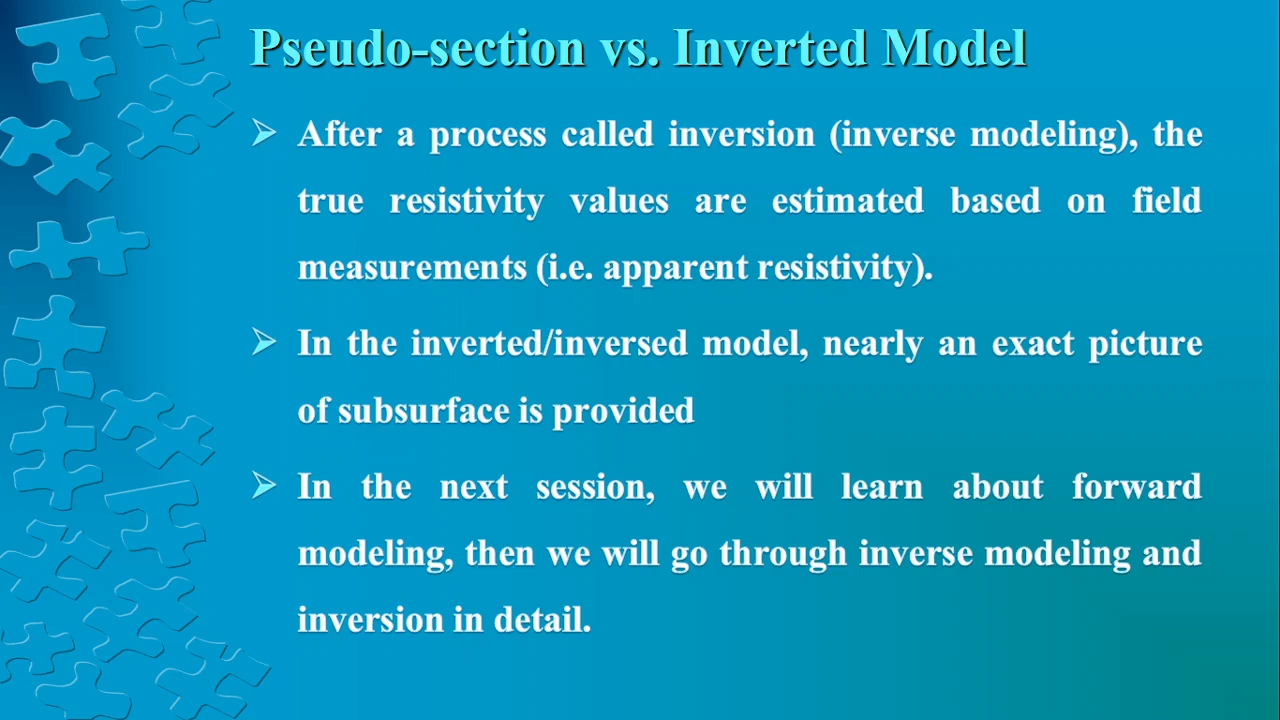 Pseudo-section vs. Inverted Model
After a process called inversion (inverse modeling), the
true resistivity values are estimated based on field
measurements (i.e. apparent resistivity).
In the inverted/inversed model, nearly an exact picture
of subsurface is provided
In the next session, we will learn about forward
modeling, then we will go through inverse modeling and
inversion in detail.